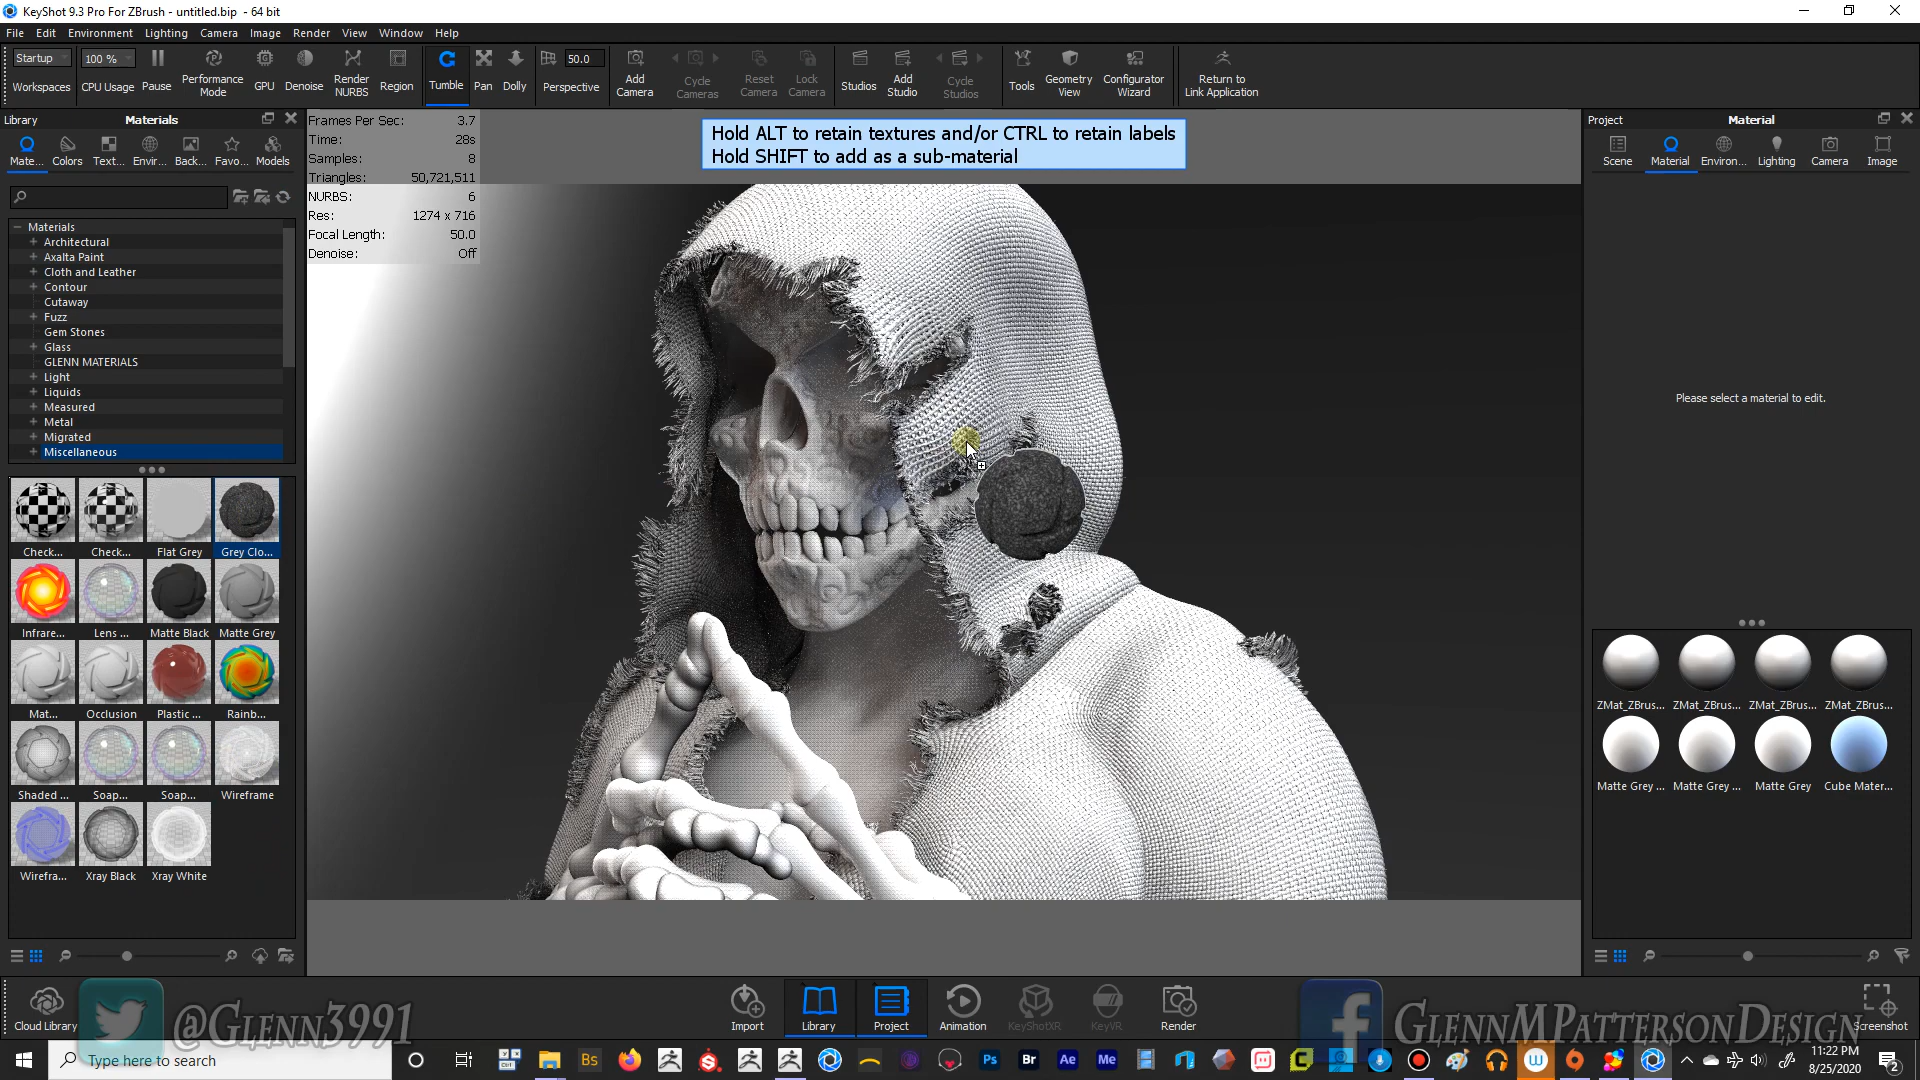 KeyShot 9.3 Pro For ZBrush - untitled.bip - 64 bit
File Edit Environment Lighting Camera Image Render View Window Help
Startup 100 % 50.0
Workspaces CPU Usage Pause Performance Mode GPU Denoise Render NURBS Region Tumble Pan Dolly Perspective Add Camera Cycle Cameras Reset Camera Lock Camera Studios Add Studio Cycle Studios Tools Geometry View Configurator Wizard Return to Link Application
Library Materials
Mate... Colors Text... Envir... Back... Favo... Models
Materials
Architectural
Axalta Paint
Cloth and Leather
Contour
Cutaway
Fuzz
Gem Stones
Glass
GLENN MATERIALS
Light
Liquids
Measured
Metal
Migrated
Miscellaneous
Check... Check... Flat Grey Grey Clo...
Infrare... Lens ... Matte Black Matte Grey
Mat... Occlusion Plastic ... Rainb...
Shaded ... Soap... Soap... Wireframe
Wirefra... Xray Black Xray White
Frames Per Sec: 3.7
Time: 28s
Samples: 8
Triangles: 50,721,511
NURBS: 6
Res: 1274 x 716
Focal Length: 50.0
Denoise: Off
Hold ALT to retain textures and/or CTRL to retain labels
Hold SHIFT to add as a sub-material
Project Material
Scene Material Environ... Lighting Camera Image
Please select a material to edit.
ZMat_ZBrus... ZMat_ZBrus... ZMat_ZBrus... ZMat_ZBrus...
Matte Grey ... Matte Grey ... Matte Grey Cube Mater...
Cloud Library Import Library Project Animation KeyShotXR KeyVR Render Screenshot
@Glenn3991
GlennMPattersonDesign
Type here to search
Bs Ps Br Ae Me
11:22 PM
8/25/2020
2